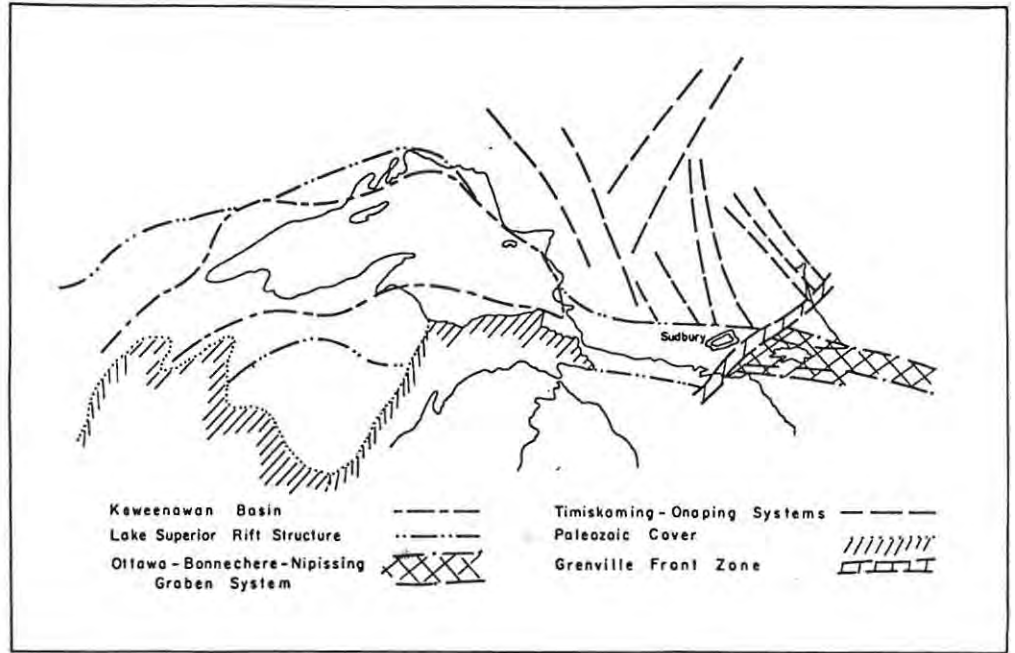 Sudbury
Keweenawan Basin
Lake Superior Rift Structure
Ottawa-Bonnechere-Nipissing
Graben System
Timiskaming-Onaping Systems
Paleozoic Cover
Grenville Front Zone